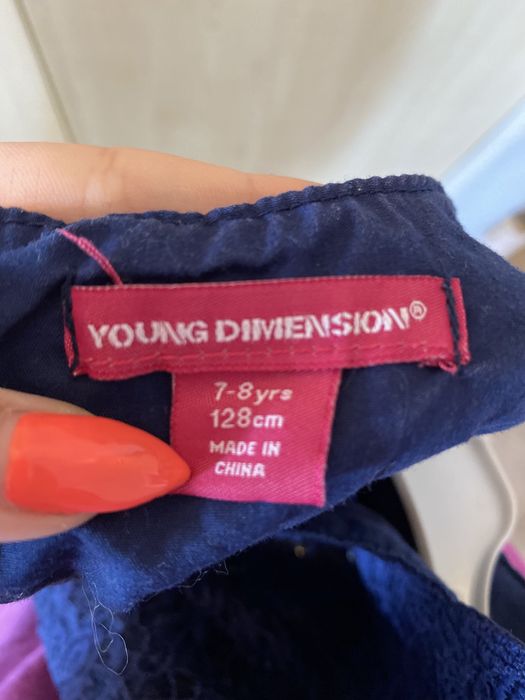 YOUNG DIMENSION®
7-8yrs
128cm
MADE IN
CHINA